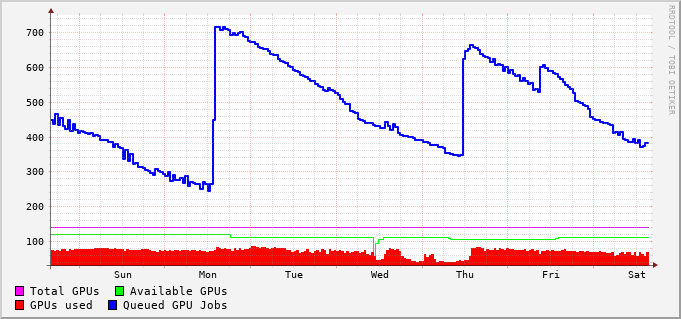 700
600
500
400
300
200
100
Sun Mon Tue Wed Thu Fri Sat
Total GPUs Available GPUs
GPUs used Queued GPU Jobs
RRDTOOL / TOBI OETIKER